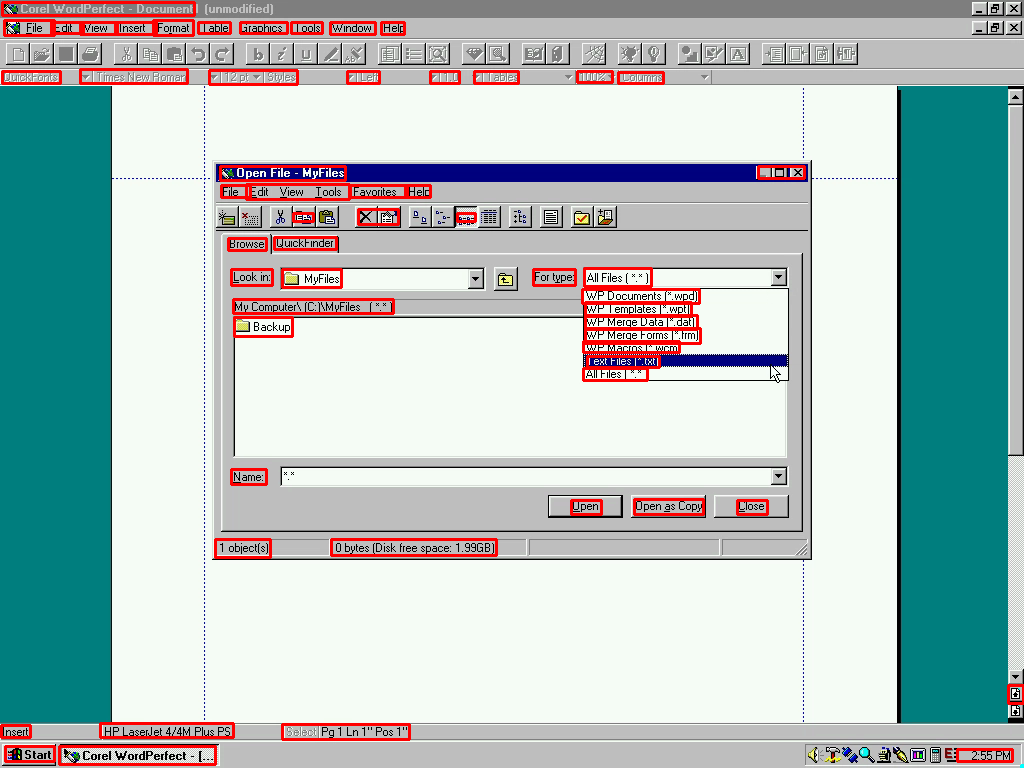 Corel WordPerfect - Document1 (unmodified)
File Edit View Insert Format Table Graphics Tools Window Help
QuickFonts Times New Roman 12 pt Styles Left 1.0 Tables 100% Columns
Open File - MyFiles
File Edit View Tools Favorites Help
Browse QuickFinder
Look in: MyFiles For type: All Files ( *.* )
My Computer\ (C:)\MyFiles ( *.* )
WP Documents (*.wpd)
WP Templates (*.wpt)
Backup
WP Merge Data (*.dat)
WP Merge Forms (*.frm)
WP Macros (*.wcm
Text Files (*.txt)
All Files ( *.*
Name: *.*
Open Open as Copy Close
1 object(s) 0 bytes (Disk free space: 1.99GB)
Insert HP LaserJet 4/4M Plus PS Select Pg 1 Ln 1" Pos 1"
Start Corel WordPerfect - [... 2:55 PM